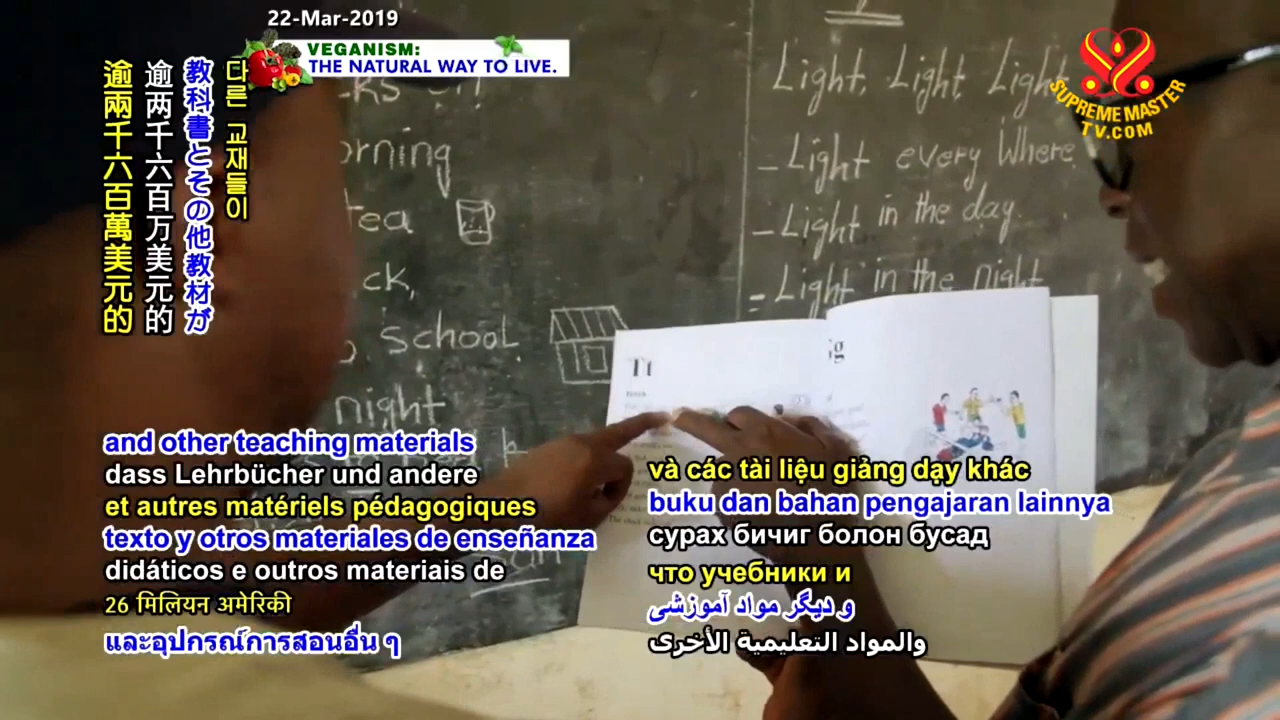 22-Mar-2019
VEGANISM:
THE NATURAL WAY TO LIVE.
SUPREME MASTER
TV.COM
다른 교재들이
教科書とその他教材が
逾两千六百万美元的
逾兩千六百萬美元的
orning
tea
ck,
school
night
Light, Light, Light
- Light every Where
- Light in the day.
- Light in the night
Tt
ig
and other teaching materials
dass Lehrbücher und andere
et autres matériels pédagogiques
texto y otros materiales de enseñanza
didáticos e outros materiais de
26 मिलियन अमेरिकी
และอุปกรณ์การสอนอื่น ๆ
và các tài liệu giảng dạy khác
buku dan bahan pengajaran lainnya
сурах бичиг болон бусад
что учебники и
و دیگر مواد آموزشی
والمواد التعليمية الأخرى